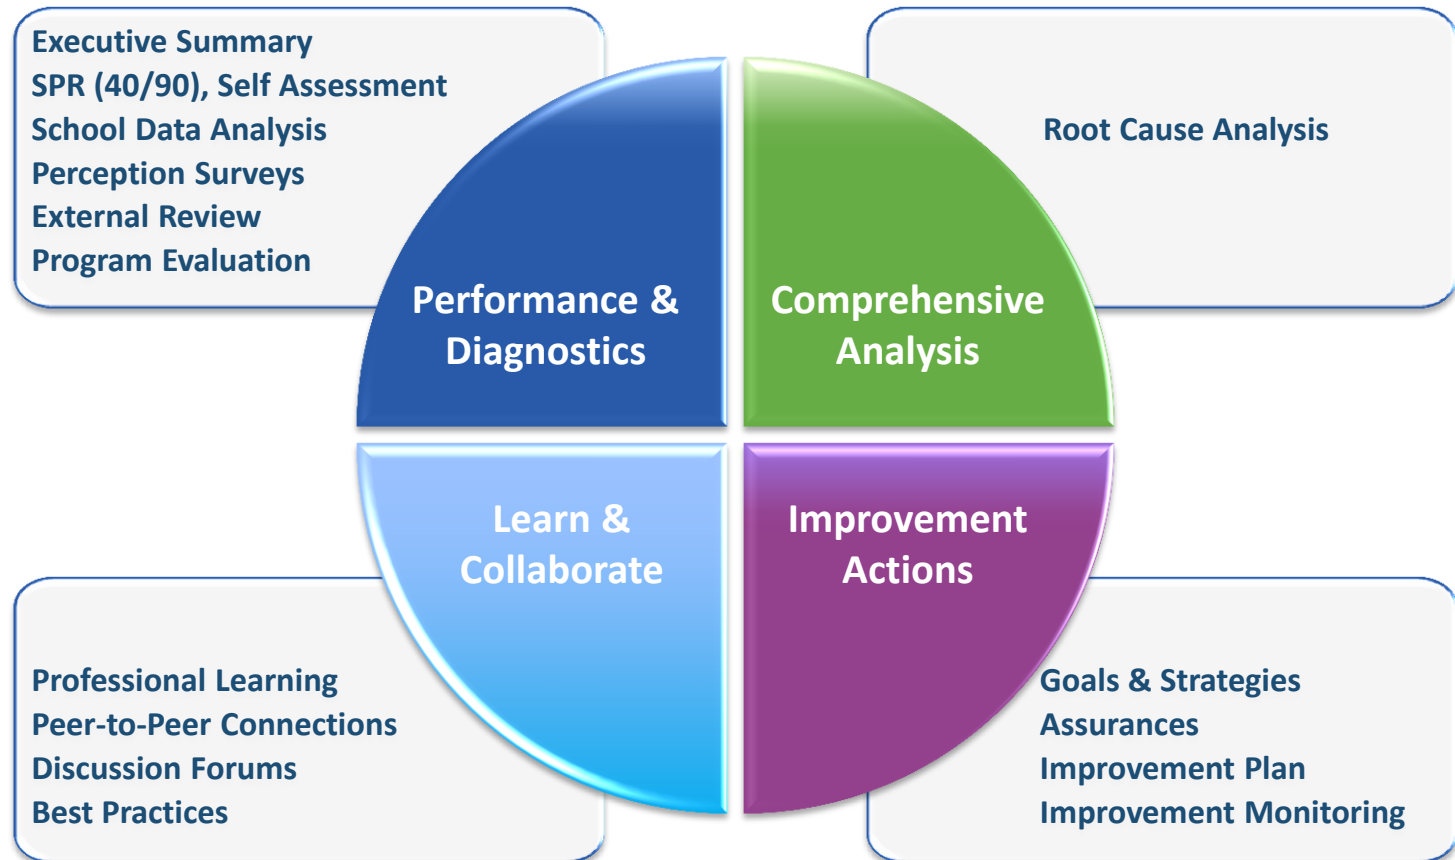 Executive Summary
SPR (40/90), Self Assessment
School Data Analysis
Perception Surveys
External Review
Program Evaluation
Performance &
Diagnostics
Root Cause Analysis
Comprehensive
Analysis
Learn &
Collaborate
Professional Learning
Peer-to-Peer Connections
Discussion Forums
Best Practices
Improvement
Actions
Goals & Strategies
Assurances
Improvement Plan
Improvement Monitoring